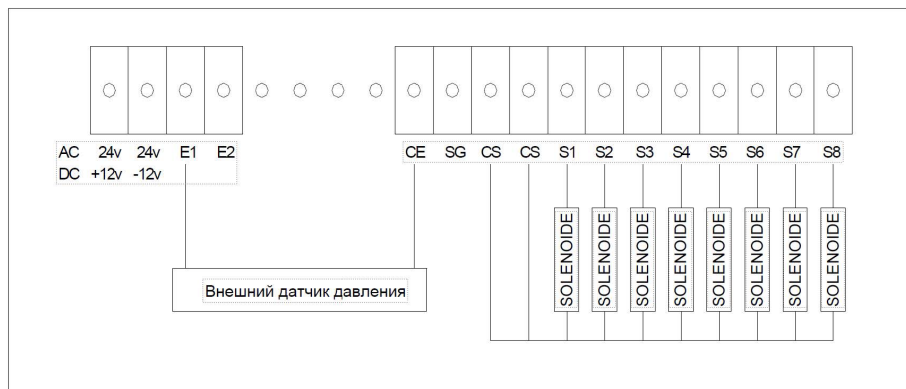 AC 24v 24v E1 E2 CE SG CS CS S1 S2 S3 S4 S5 S6 S7 S8
DC +12v -12v
Внешний датчик давления
SOLENOIDE
SOLENOIDE
SOLENOIDE
SOLENOIDE
SOLENOIDE
SOLENOIDE
SOLENOIDE
SOLENOIDE